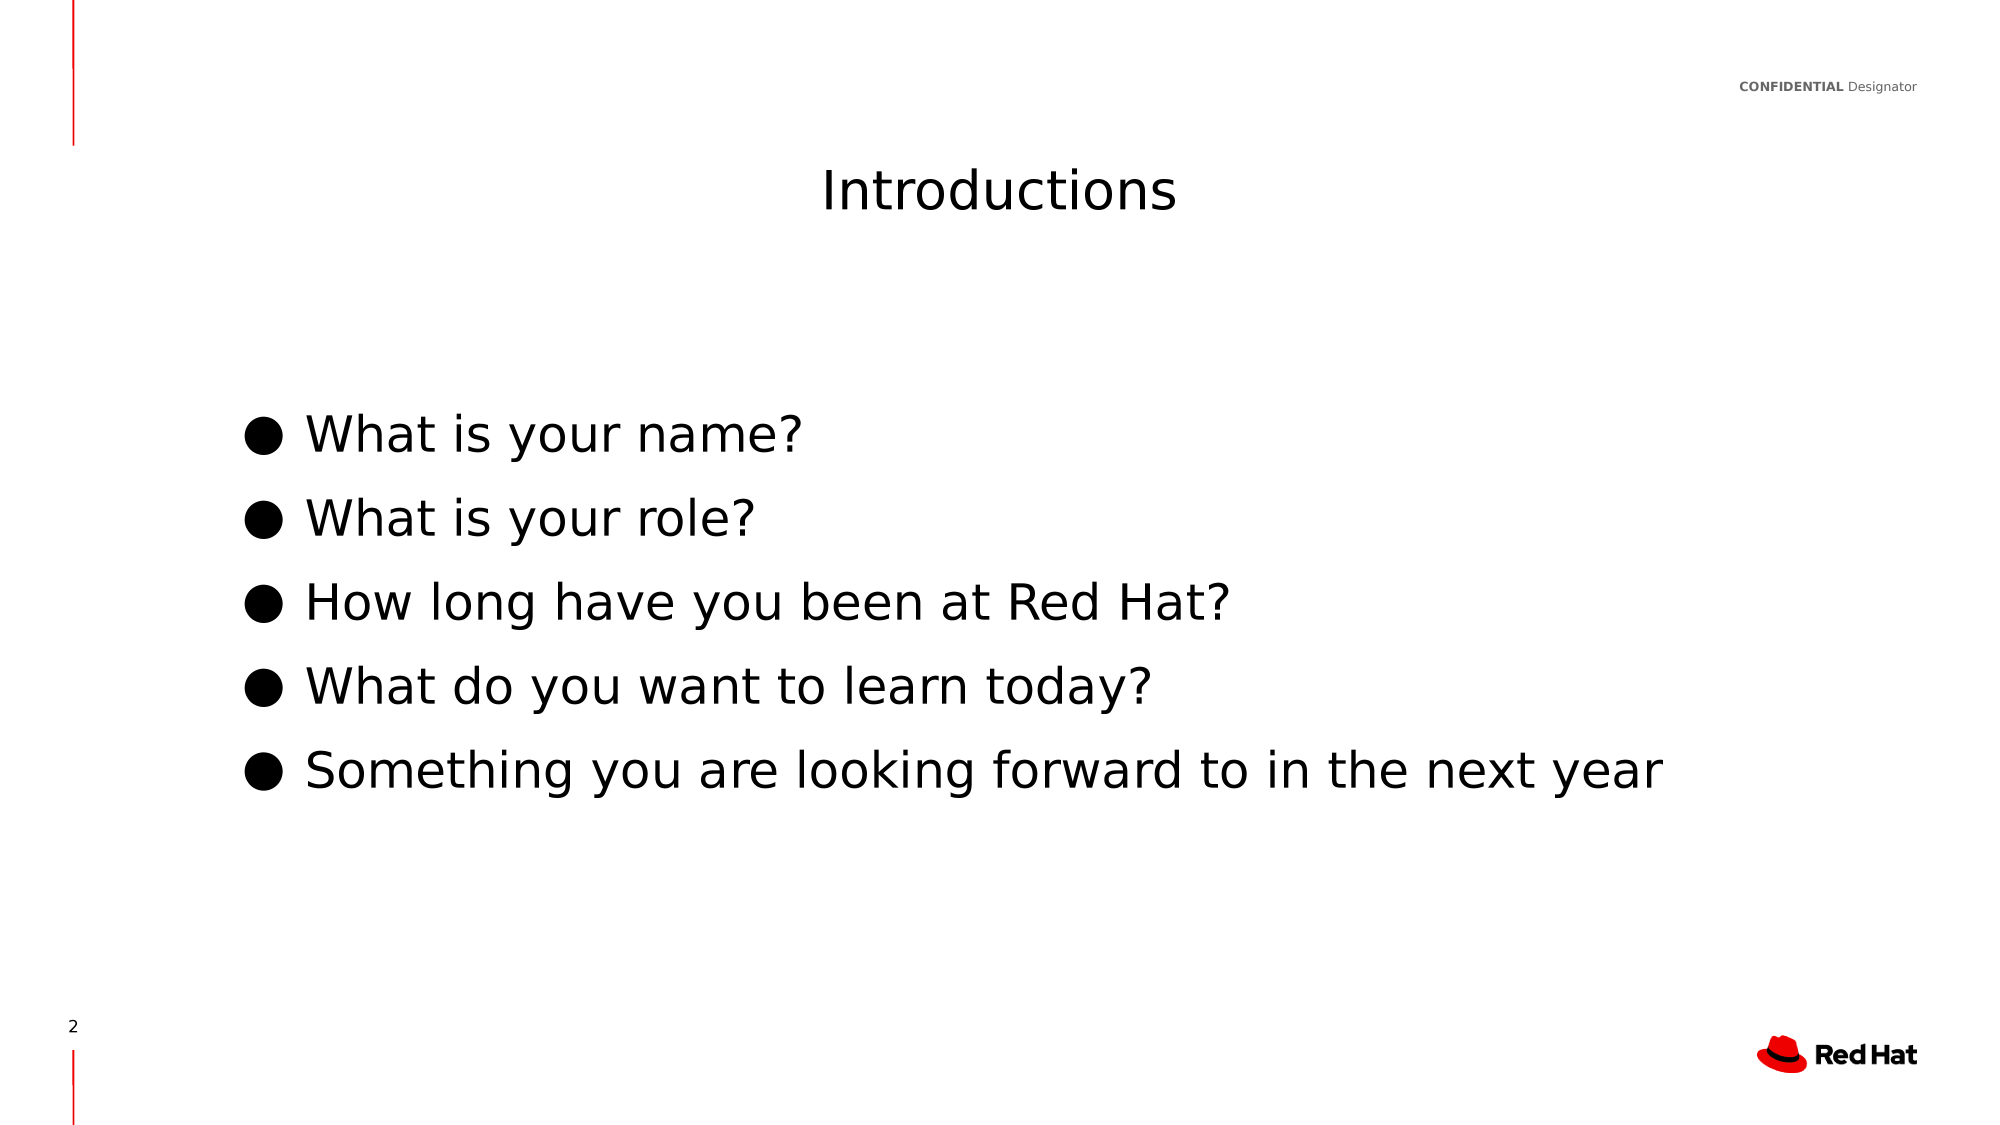 CONFIDENTIAL Designator
Introductions
● What is your name?
● What is your role?
● How long have you been at Red Hat?
● What do you want to learn today?
● Something you are looking forward to in the next year
2
Red Hat